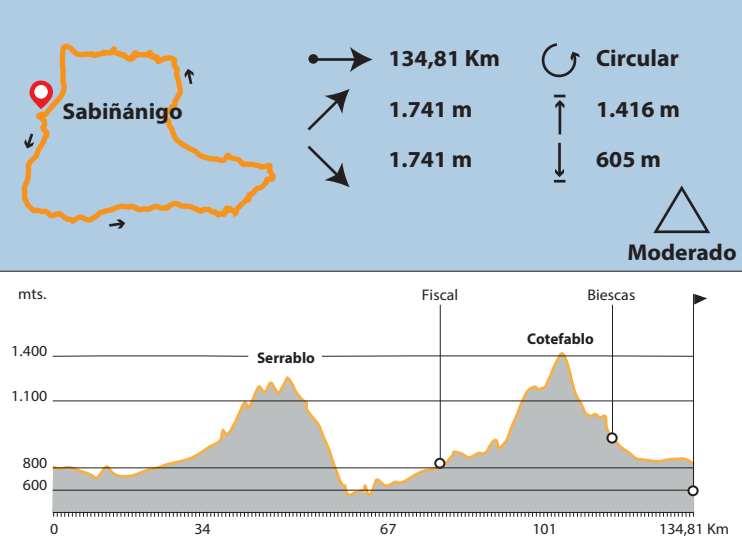 134,81 Km
Circular
Sabiñánigo
1.741 m
1.416 m
1.741 m
605 m
Moderado
mts.
Fiscal
Biescas
Cotefablo
1.400
Serrablo
1.100
800
600
0
34
67
101
134,81 Km